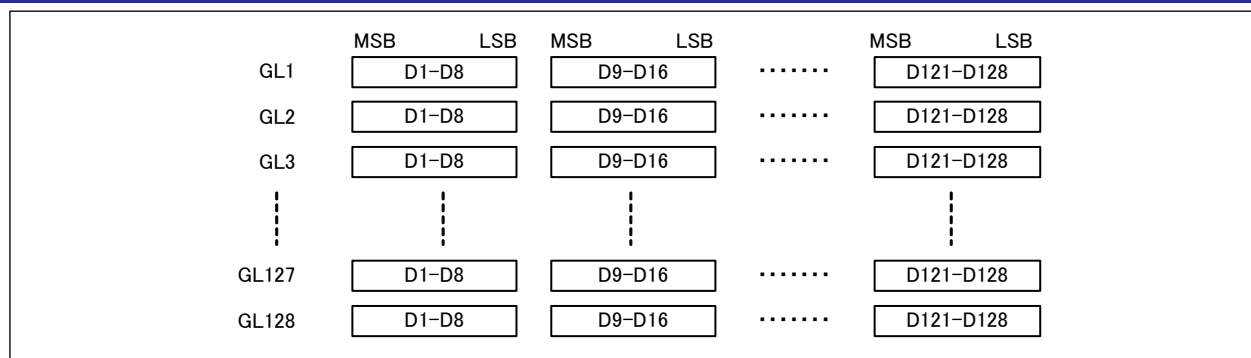 MSB LSB MSB LSB MSB LSB
GL1 D1-D8 D9-D16 ······· D121-D128
GL2 D1-D8 D9-D16 ······· D121-D128
GL3 D1-D8 D9-D16 ······· D121-D128
GL127 D1-D8 D9-D16 ······· D121-D128
GL128 D1-D8 D9-D16 ······· D121-D128